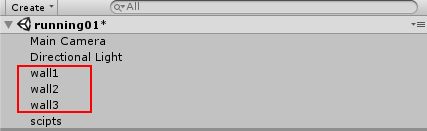 Create All
running01*
Main Camera
Directional Light
wall1
wall2
wall3
scipts